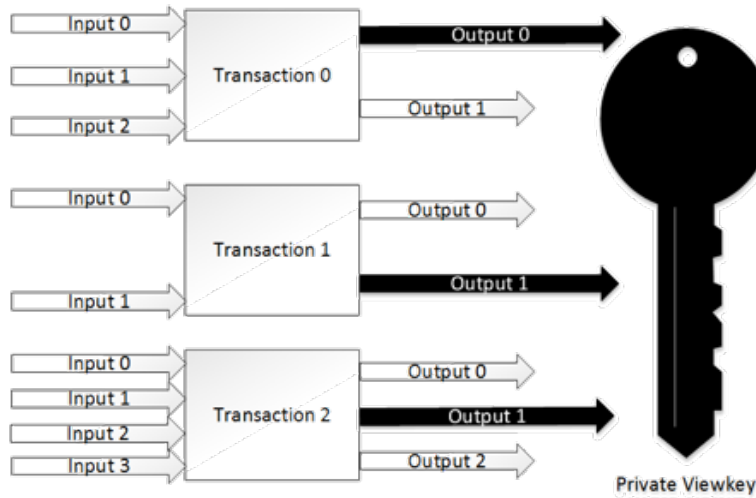 Input 0
Input 1
Input 2
Transaction 0
Output 0
Output 1
Input 0
Input 1
Transaction 1
Output 0
Output 1
Input 0
Input 1
Input 2
Input 3
Transaction 2
Output 0
Output 1
Output 2
Private Viewkey